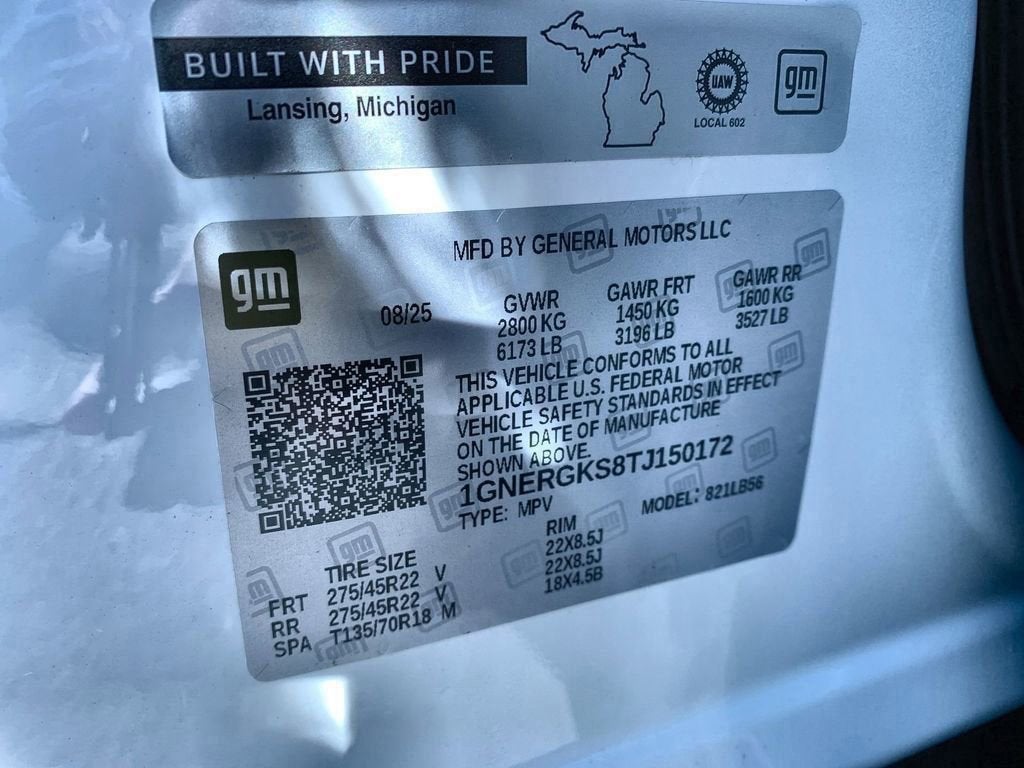 BUILT WITH PRIDE
Lansing, Michigan
UAW
LOCAL 602
gm
gm
MFD BY GENERAL MOTORS LLC
08/25
GVWR
2800 KG
6173 LB
GAWR FRT
1450 KG
3196 LB
GAWR RR
1600 KG
3527 LB
THIS VEHICLE CONFORMS TO ALL
APPLICABLE U.S. FEDERAL MOTOR
VEHICLE SAFETY STANDARDS IN EFFECT
ON THE DATE OF MANUFACTURE
SHOWN ABOVE.
1GNERGKS8TJ150172
TYPE: MPV MODEL: 821LB56
TIRE SIZE RIM
FRT 275/45R22 V 22X8.5J
RR 275/45R22 V 22X8.5J
SPA T135/70R18 M 18X4.5B